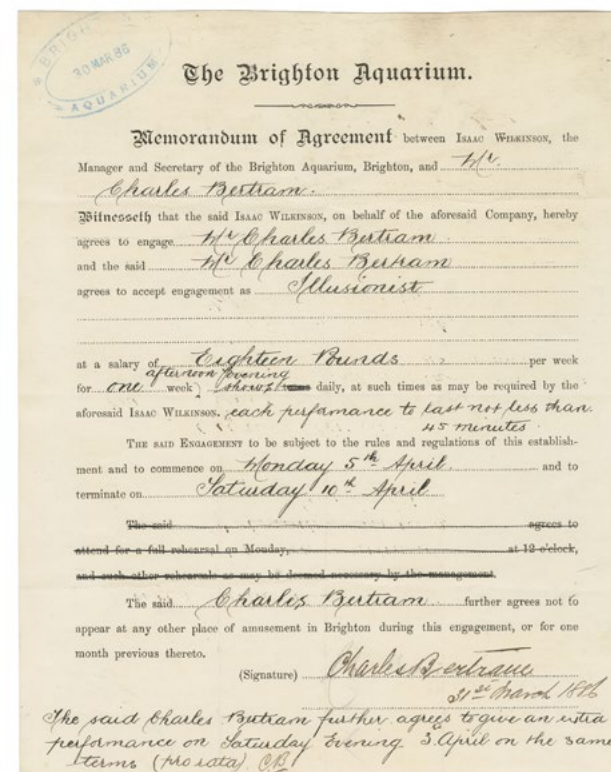 BRIGHTON
30 MAR 86
AQUARIUM
The Brighton Aquarium.
Memorandum of Agreement between ISAAC WILKINSON, the
Manager and Secretary of the Brighton Aquarium, Brighton, and Mr.
Charles Bertram.
Witnesseth that the said ISAAC WILKINSON, on behalf of the aforesaid Company, hereby
agrees to engage Mr Charles Bertram
and the said Mr Charles Bertram
agrees to accept engagement as Illusionist
at a salary of Eighteen Pounds per week
afternoon & evening
for one week shows daily, at such times as may be required by the
aforesaid ISAAC WILKINSON. each performance to last not less than
45 minutes.
THE SAID ENGAGEMENT to be subject to the rules and regulations of this establish-
ment and to commence on Monday 5th April. and to
terminate on Saturday 10th April
The said agrees to
attend for a full rehearsal on Monday, at 12 o'clock,
and such other rehearsals as may be deemed necessary by the management.
The said Charles Bertram further agrees not to
appear at any other place of amusement in Brighton during this engagement, or for one
month previous thereto.
(Signature) Charles Bertram
31st March 1886
The said Charles Bertram further agrees to give an extra
performance on Saturday Evening 3d April on the same
terms (pro rata) CB